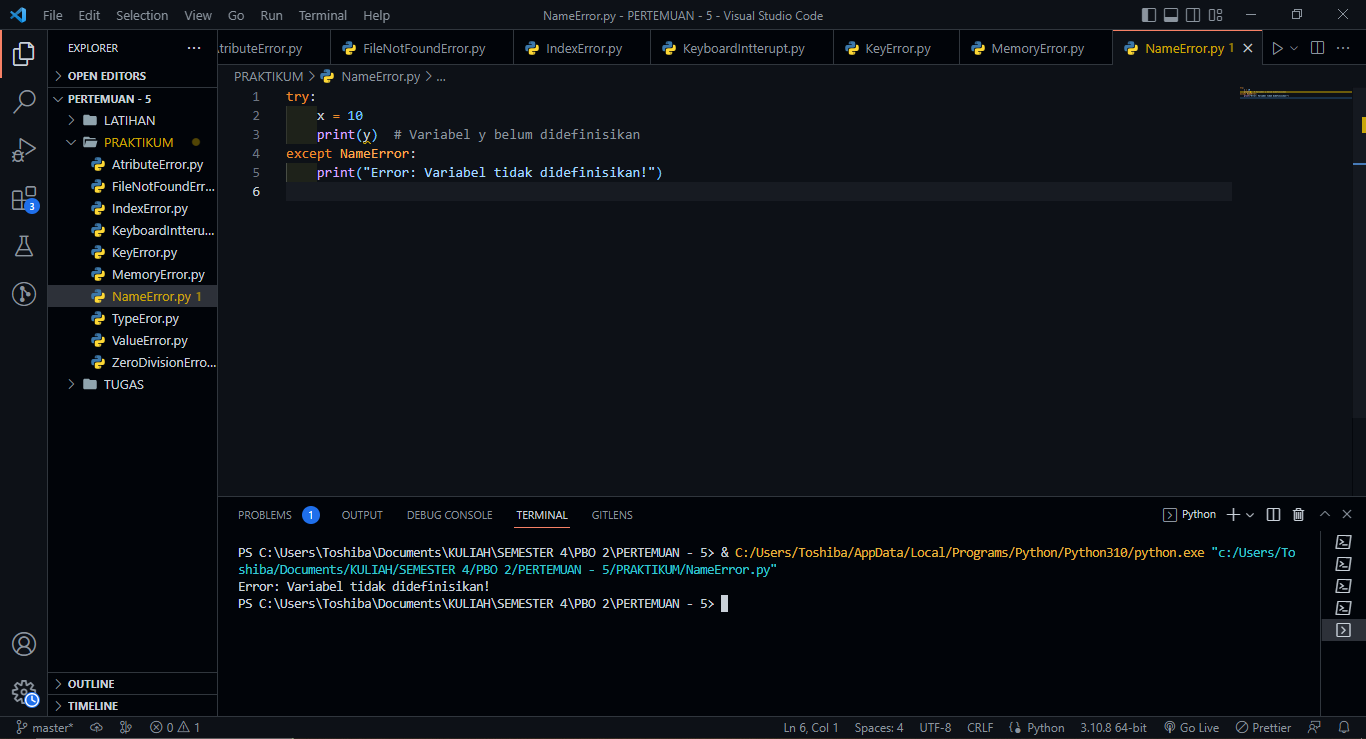 File Edit Selection View Go Run Terminal Help NameError.py - PERTEMUAN - 5 - Visual Studio Code
EXPLORER ...
tributeError.py FileNotFoundError.py IndexError.py KeyboardIntterupt.py KeyError.py MemoryError.py NameError.py 1
OPEN EDITORS
PERTEMUAN - 5
LATIHAN
PRAKTIKUM
AtributeError.py
FileNotFoundErr...
IndexError.py
KeyboardInterru...
KeyError.py
MemoryError.py
NameError.py 1
TypeEror.py
ValueError.py
ZeroDivisionErro...
TUGAS
OUTLINE
TIMELINE
3
PRAKTIKUM > NameError.py > ...
1 try:
2 x = 10
3 print(y) # Variabel y belum didefinisikan
4 except NameError:
5 print("Error: Variabel tidak didefinisikan!")
6
PROBLEMS 1 OUTPUT DEBUG CONSOLE TERMINAL GITLENS Python
PS C:\Users\Toshiba\Documents\KULIAH\SEMESTER 4\PBO 2\PERTEMUAN - 5> & C:/Users/Toshiba/AppData/Local/Programs/Python/Python310/python.exe "c:/Users/To
shiba/Documents/KULIAH/SEMESTER 4/PBO 2/PERTEMUAN - 5/PRAKTIKUM/NameError.py"
Error: Variabel tidak didefinisikan!
PS C:\Users\Toshiba\Documents\KULIAH\SEMESTER 4\PBO 2\PERTEMUAN - 5>
master* 0 1 Ln 6, Col 1 Spaces: 4 UTF-8 CRLF Python 3.10.8 64-bit Go Live Prettier